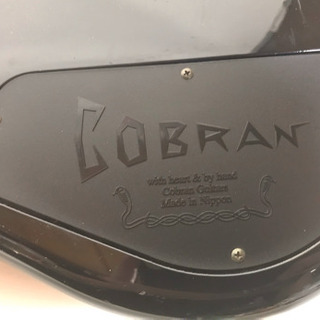 COBRAN
with heart & by hand
Cobran Guitars
Made in Nippon